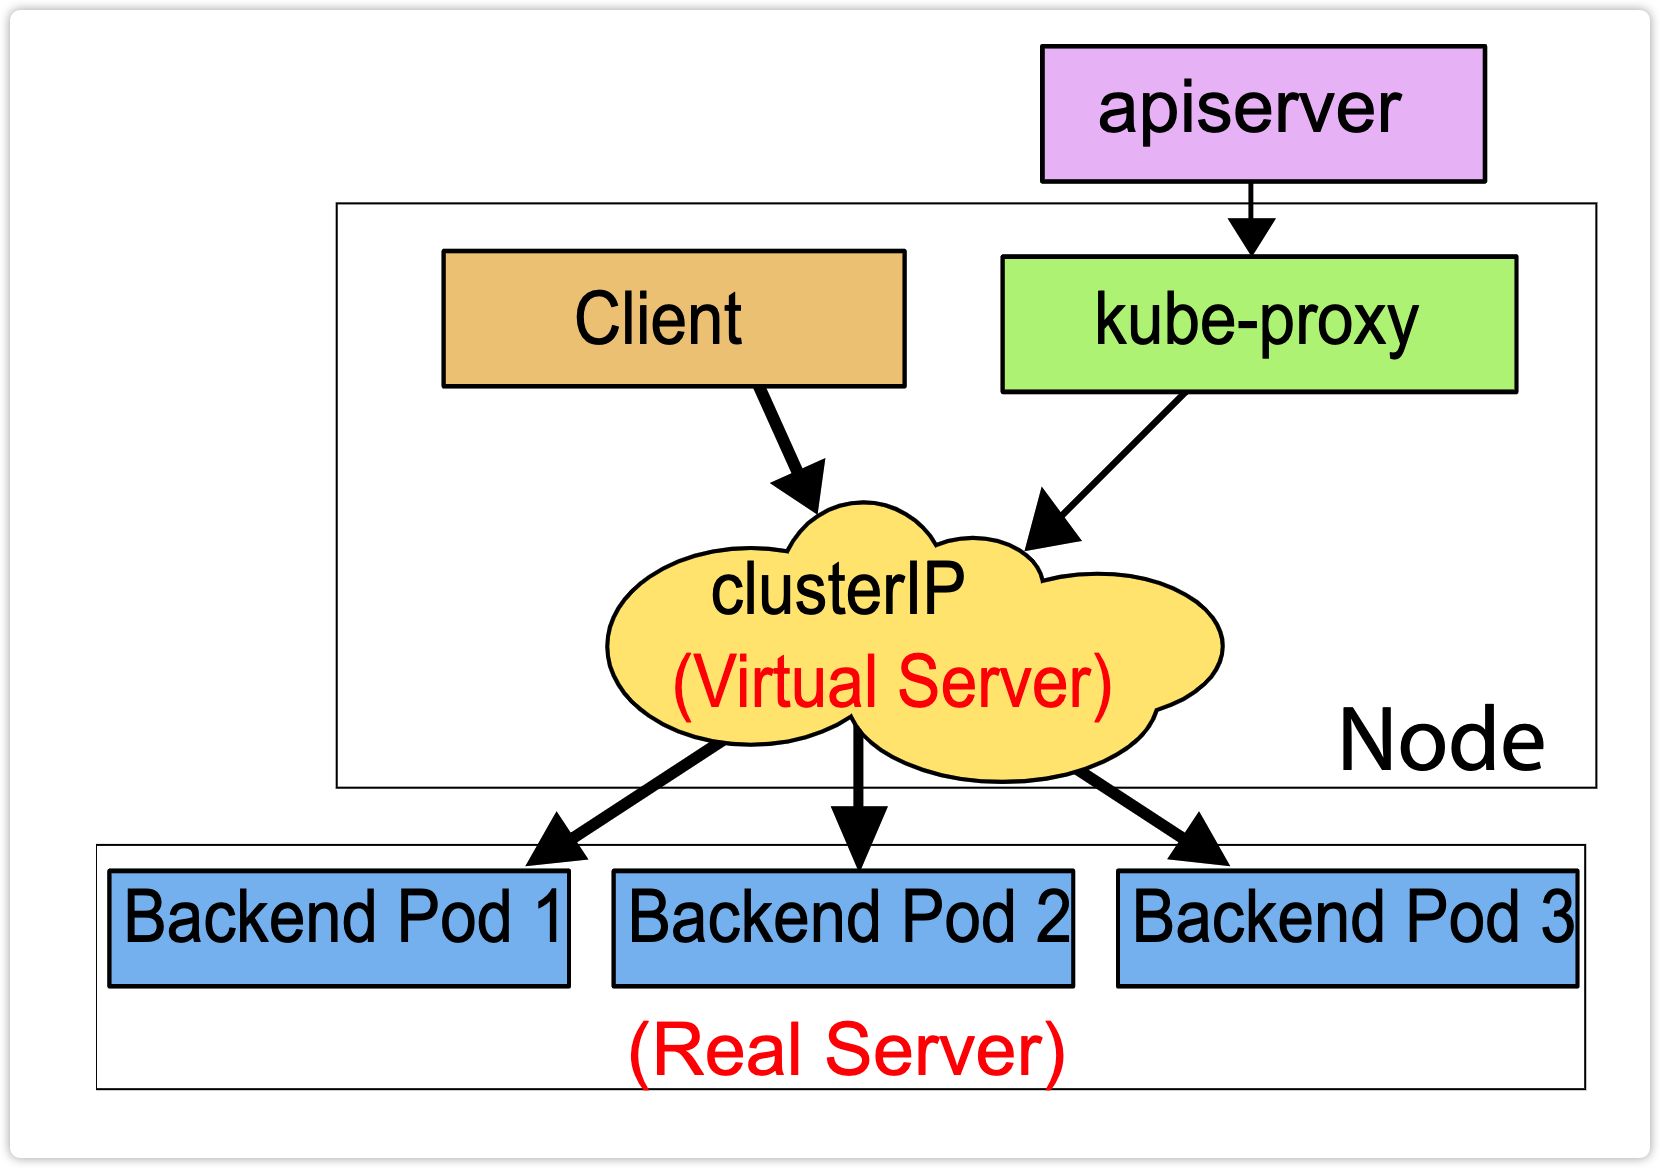 apiserver
Client
kube-proxy
clusterIP
(Virtual Server)
Node
Backend Pod 1
Backend Pod 2
Backend Pod 3
(Real Server)